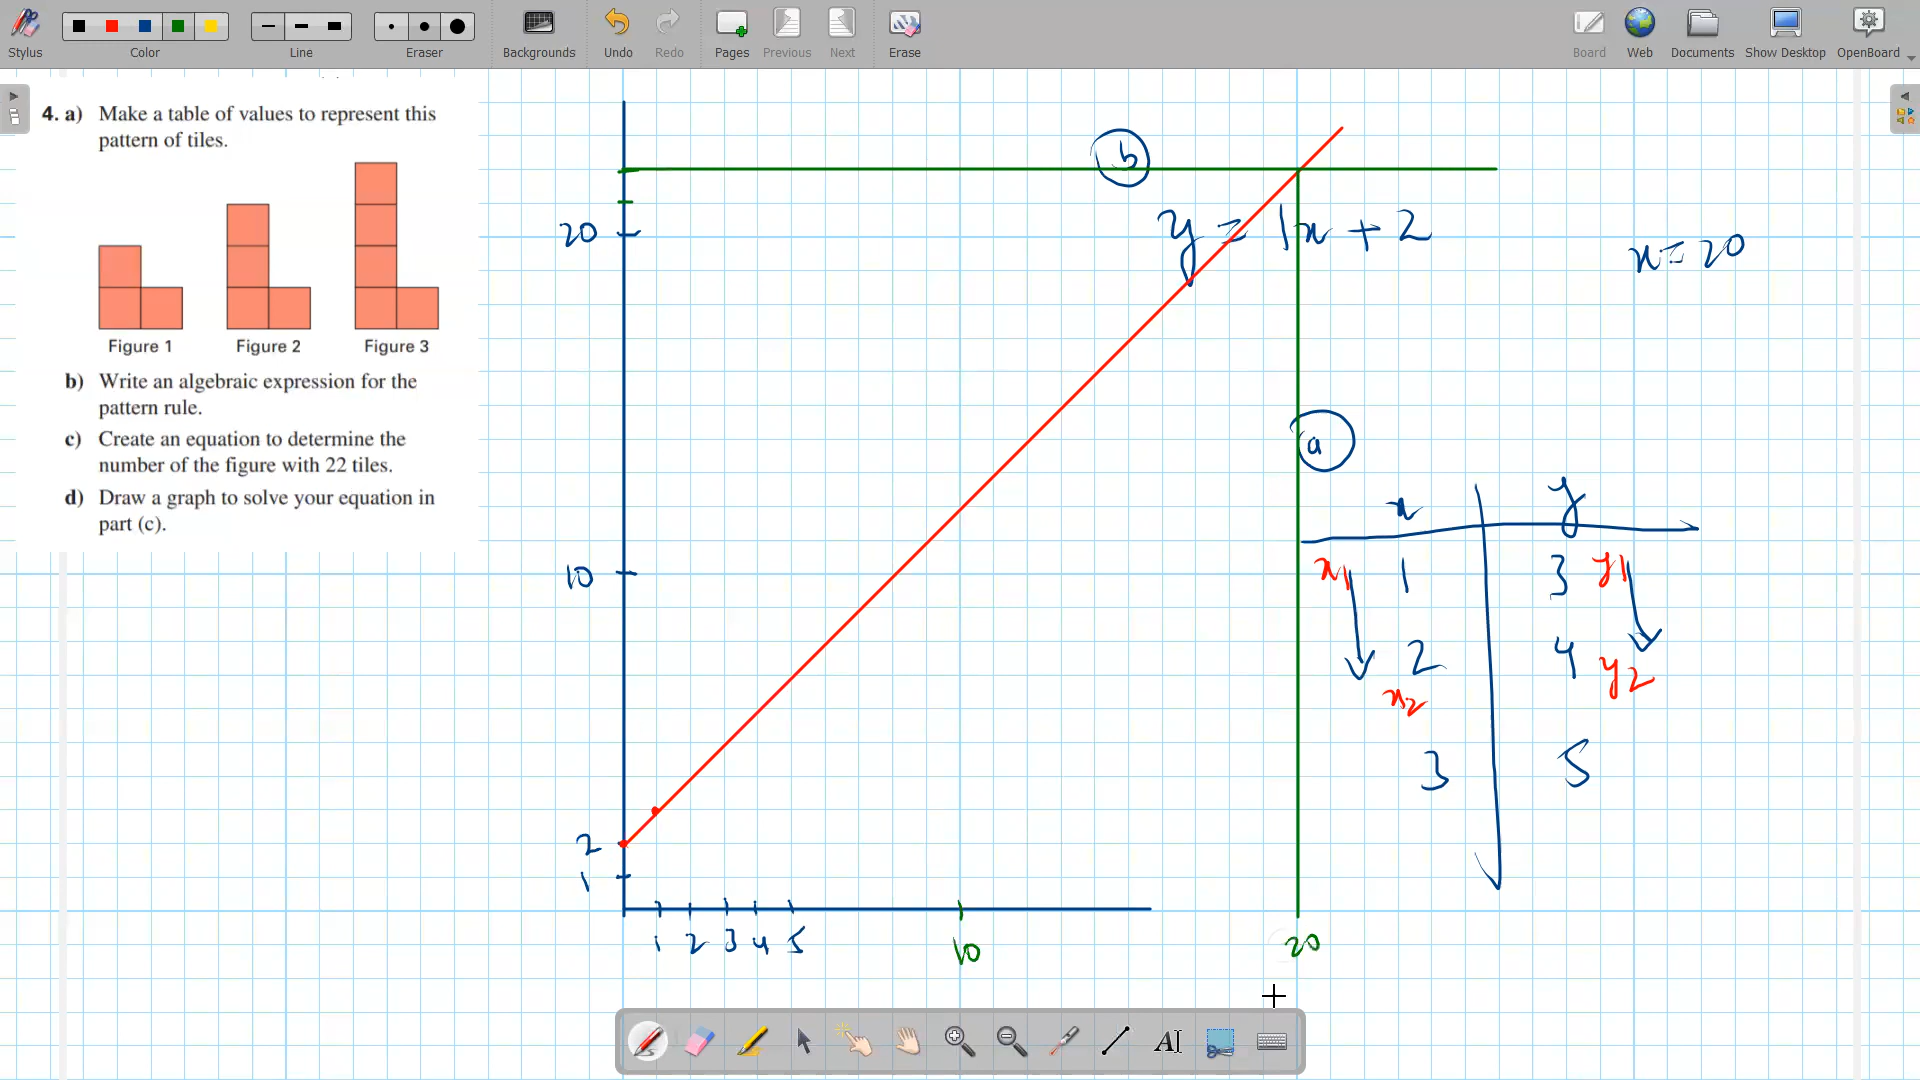 Stylus
Color
Line
Eraser
Backgrounds
Undo
Redo
Pages
Previous
Next
Erase
Board
Web
Documents
Show Desktop
OpenBoard
4. a) Make a table of values to represent this
pattern of tiles.
Figure 1
Figure 2
Figure 3
b) Write an algebraic expression for the
pattern rule.
c) Create an equation to determine the
number of the figure with 22 tiles.
d) Draw a graph to solve your equation in
part (c).
b
y = 1x + 2
x = 20
20
10
2
1
1 2 3 4 5
10
20
a
x y
x1 1 3 y1
2 4 y2
x2
3 5
AI